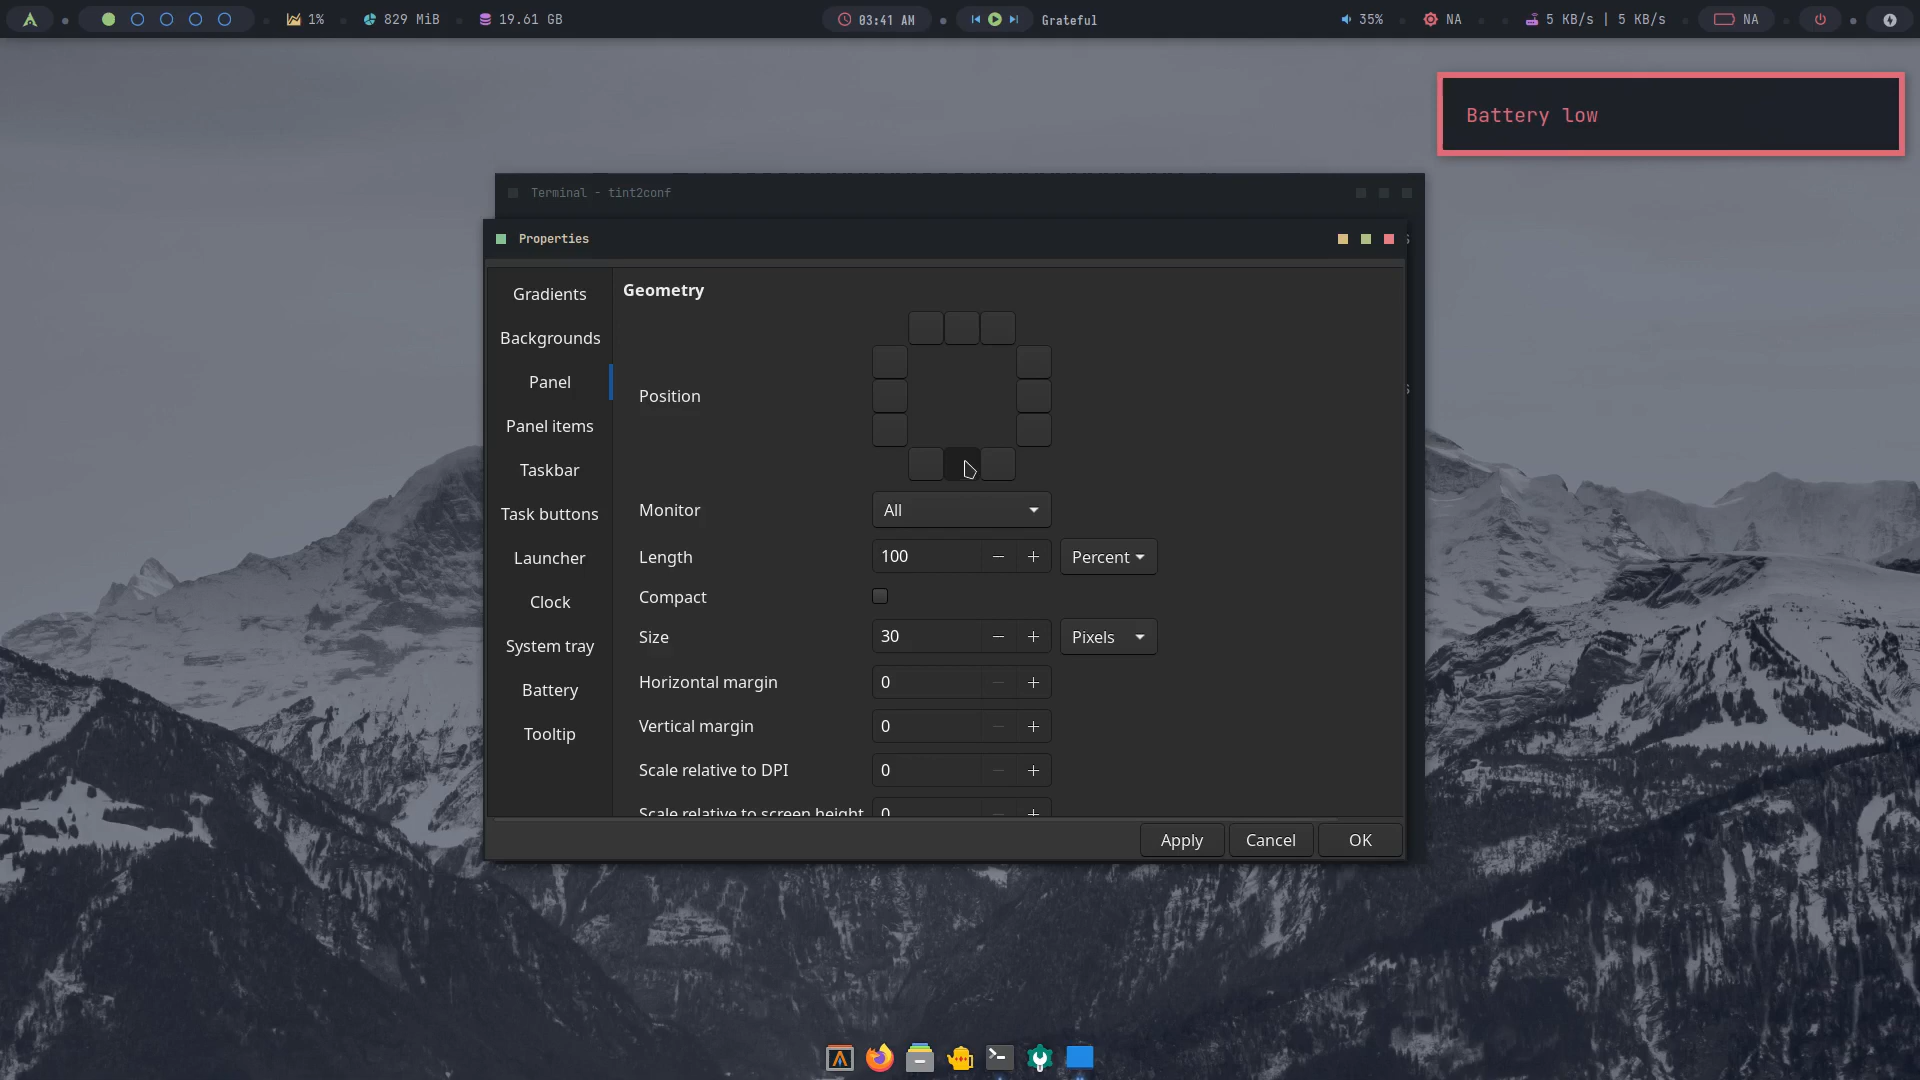 1%
829 MiB
19.61 GB
03:41 AM
Grateful
35%
NA
5 KB/s | 5 KB/s
NA
Battery low
Terminal - tint2conf
Properties
Gradients
Backgrounds
Panel
Panel items
Taskbar
Task buttons
Launcher
Clock
System tray
Battery
Tooltip
Geometry
Position
Monitor All
Length 100 Percent
Compact
Size 30 Pixels
Horizontal margin 0
Vertical margin 0
Scale relative to DPI 0
Scale relative to screen height 0
Apply Cancel OK